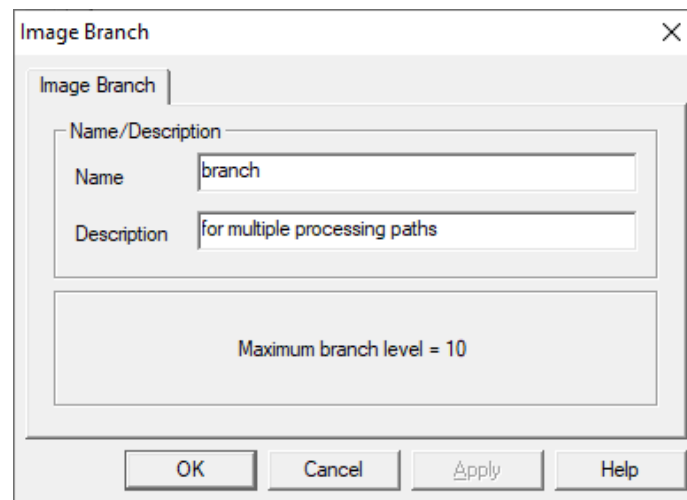 Image Branch
Image Branch
Name/Description
Name branch
Description for multiple processing paths
Maximum branch level = 10
OK Cancel Apply Help